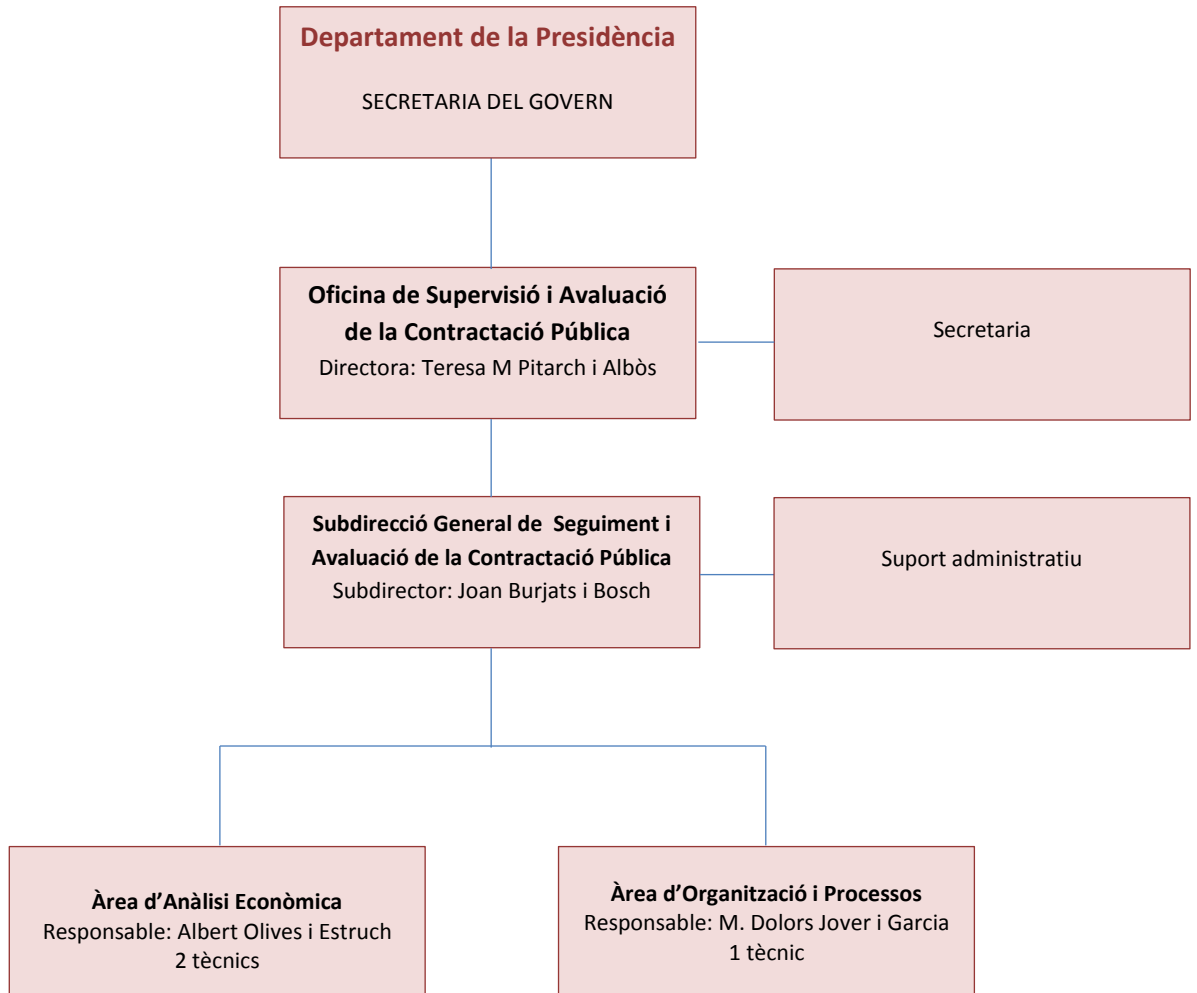 Departament de la Presidència
SECRETARIA DEL GOVERN
Oficina de Supervisió i Avaluació
de la Contractació Pública
Directora: Teresa M Pitarch i Albòs
Secretaria
Subdirecció General de Seguiment i
Avaluació de la Contractació Pública
Subdirector: Joan Burjats i Bosch
Suport administratiu
Àrea d’Anàlisi Econòmica
Responsable: Albert Olives i Estruch
2 tècnics
Àrea d’Organització i Processos
Responsable: M. Dolors Jover i Garcia
1 tècnic